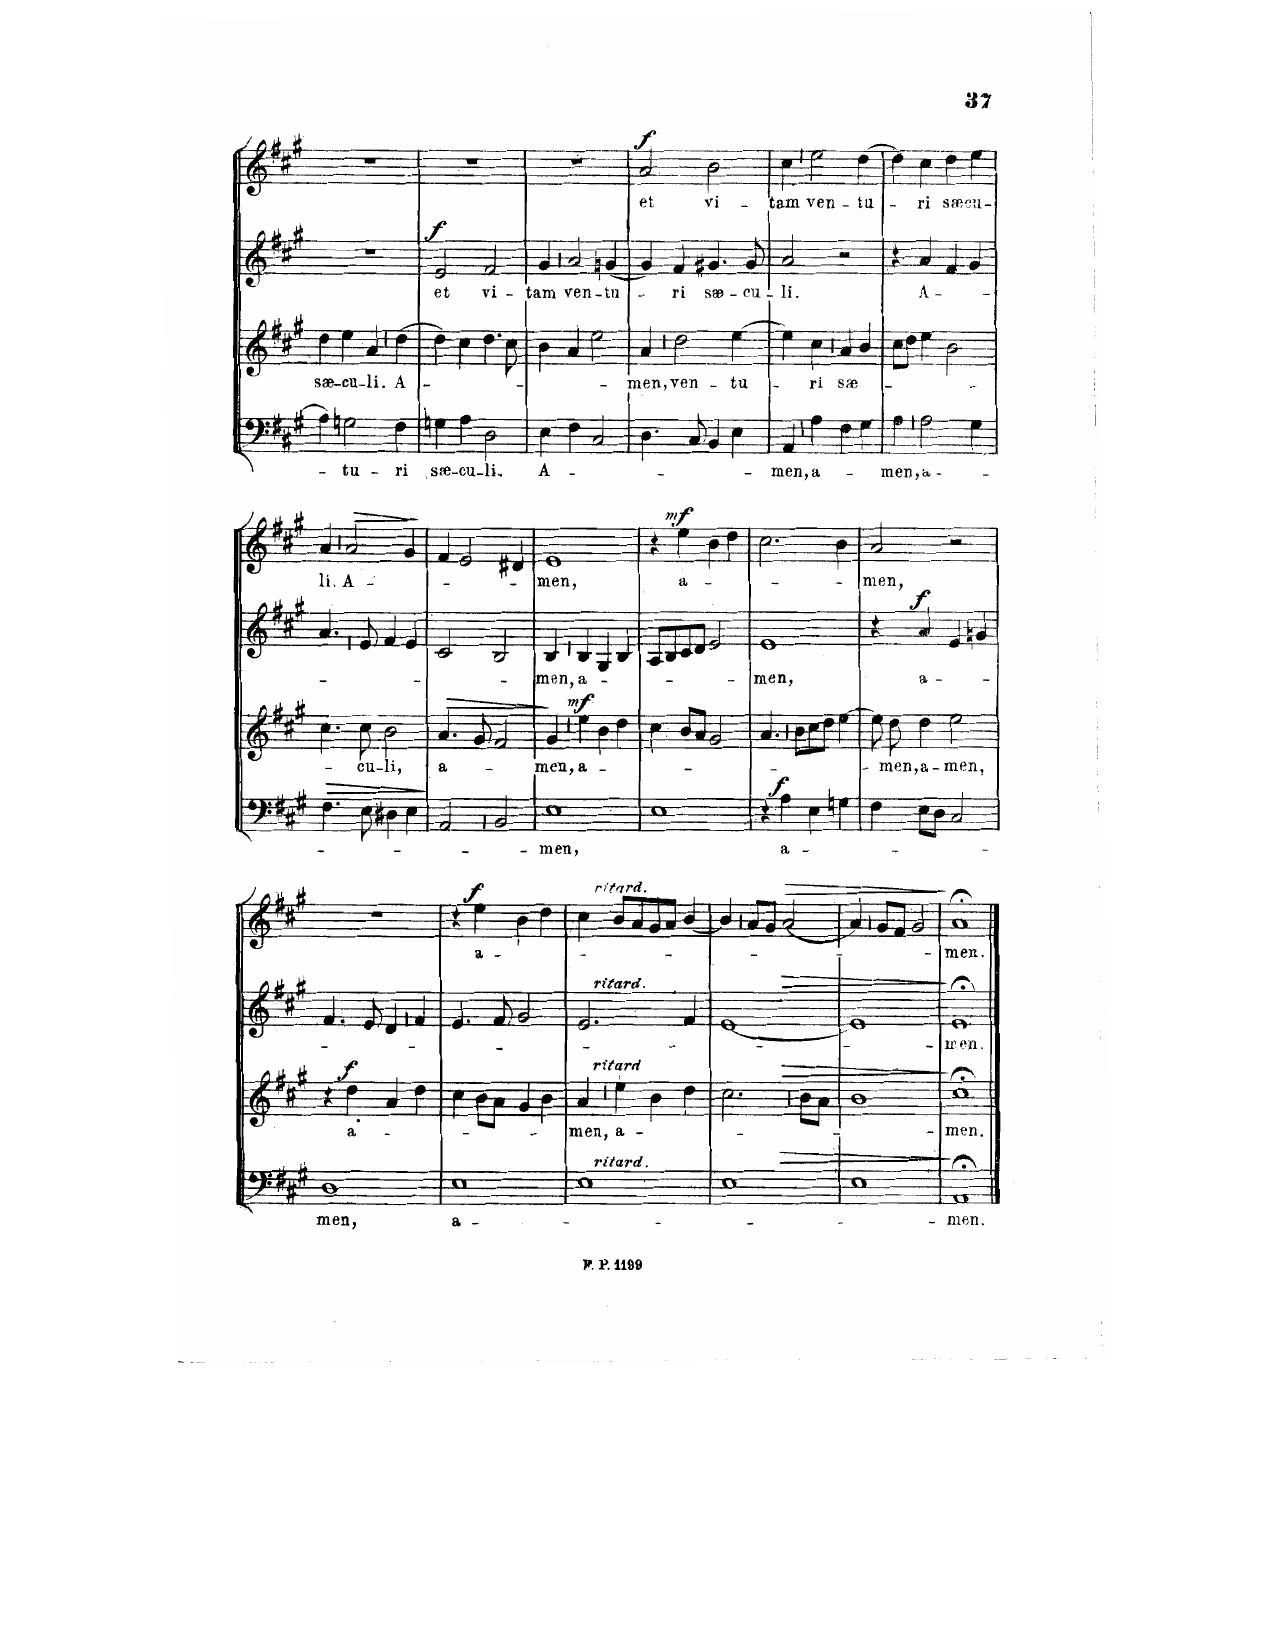 37
f
et vi - tam ven - tu - ri sæcu-
f
et vi - tam ven - tu - ri sæ - cu - li. A - -
sæ-cu-li. A - - - - men, ven - tu - ri sæ - -
- tu - ri sæ-cu-li. A - - - men, a - men, a - -
mf
li. A - - - men, a - - - men,
f
- - - - men, a - - - men, a - -
mf
- cu-li, a - men, a - - - - - men, a-men,
f
- - - - men, a - - -
f ritard.
a - - - - - - men.
ritard.
- - - - - - - men.
f ritard
a - - - men, a - - - - men.
ritard.
men, a - - - - - - men.
F. P. 1199